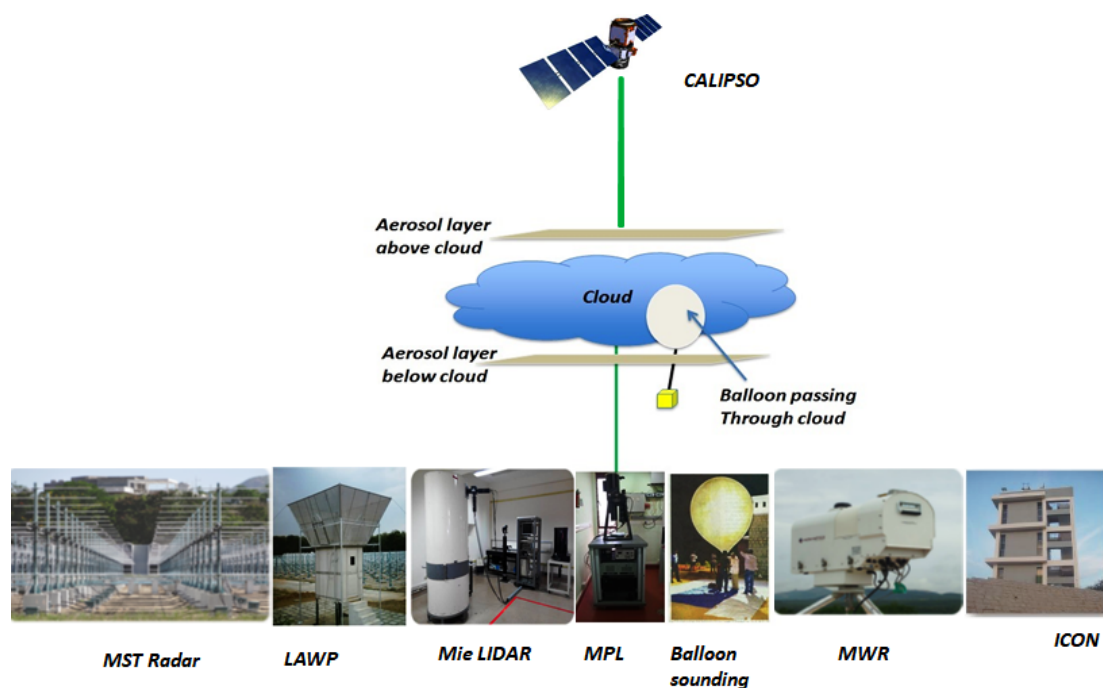 CALIPSO
Aerosol layer
above cloud
Cloud
Aerosol layer
below cloud
Balloon passing
Through cloud
MST Radar
LAWP
Mie LIDAR
MPL
Balloon
sounding
MWR
ICON